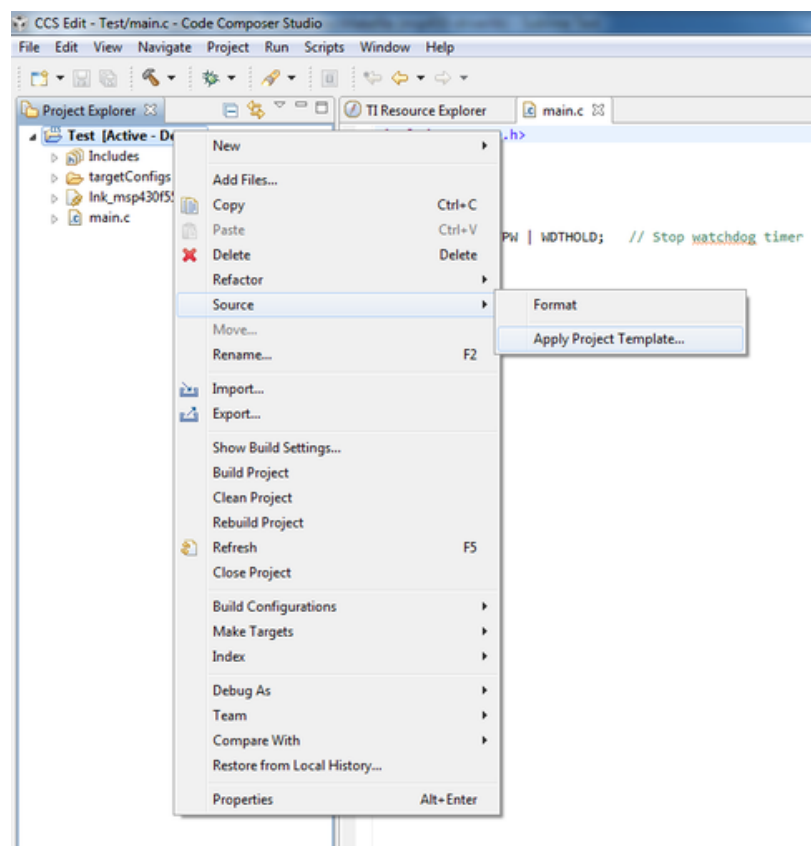 CCS Edit - Test/main.c - Code Composer Studio
File Edit View Navigate Project Run Scripts Window Help
Project Explorer
TI Resource Explorer
main.c
Test [Active - De
.h>
Includes
targetConfigs
lnk_msp430f55
main.c
PW | WDTHOLD; // Stop watchdog timer
New
Add Files...
Copy Ctrl+C
Paste Ctrl+V
Delete Delete
Refactor
Source
Move...
Rename... F2
Import...
Export...
Show Build Settings...
Build Project
Clean Project
Rebuild Project
Refresh F5
Close Project
Build Configurations
Make Targets
Index
Debug As
Team
Compare With
Restore from Local History...
Properties Alt+Enter
Format
Apply Project Template...